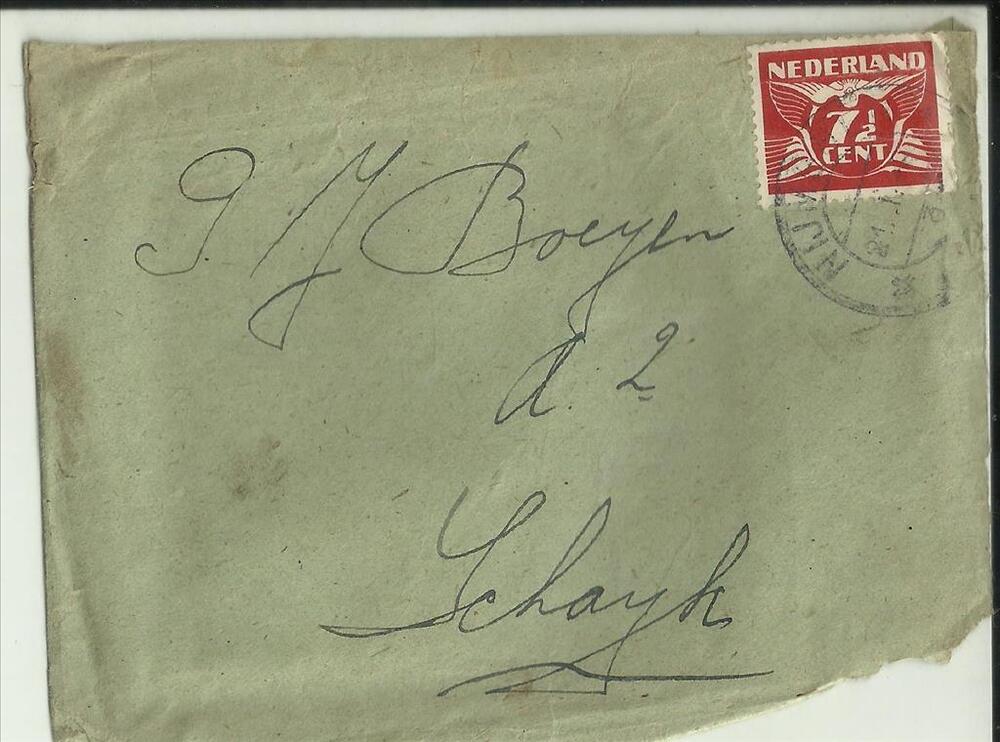 NEDERLAND
7½
CENT
G. J. Boeyen
A. 2
Schayk